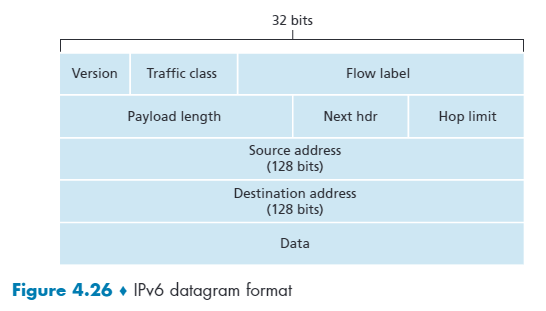 32 bits
Version Traffic class Flow label
Payload length Next hdr Hop limit
Source address
(128 bits)
Destination address
(128 bits)
Data
Figure 4.26 ♦ IPv6 datagram format